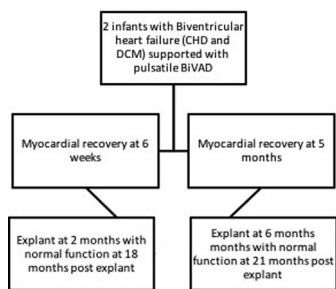 2 infants with Biventricular
heart failure (CHD and
DCM) supported with
pulsatile BiVAD
Myocardial recovery at 6
weeks
Myocardial recovery at 5
months
Explant at 2 months with
normal function at 18
months post explant
Explant at 6 months
months with normal
function at 21 months post
explant